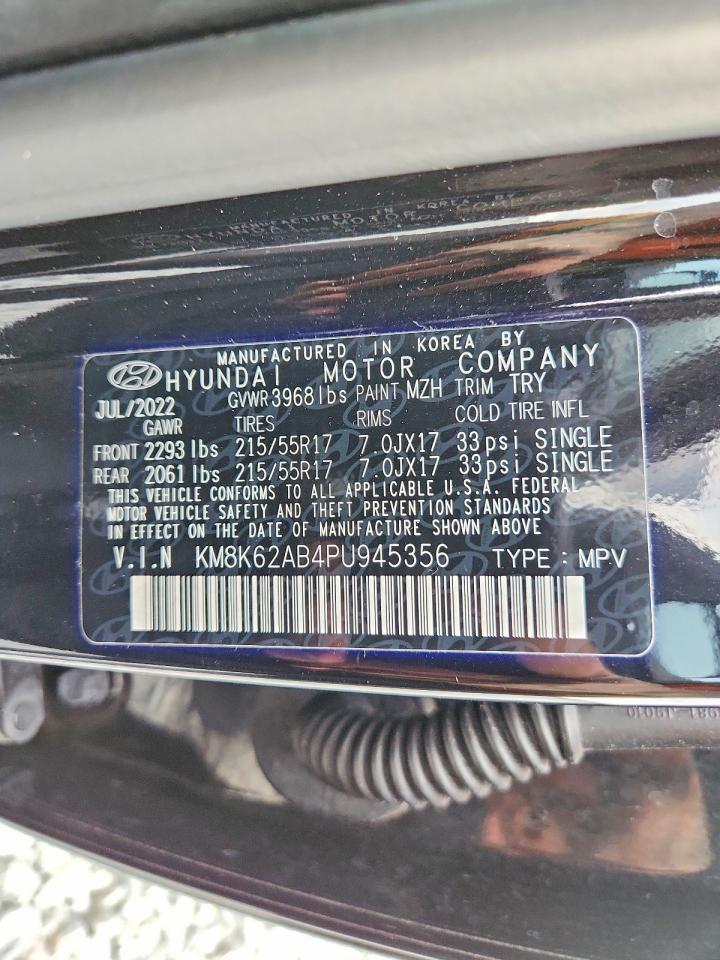 MANUFACTURED IN KOREA BY
HYUNDAI MOTOR COMPANY
JUL/2022 GVWR 3968 lbs PAINT MZH TRIM TRY
GAWR TIRES RIMS COLD TIRE INFL
FRONT 2293 lbs 215/55R17 7.0JX17 33psi SINGLE
REAR 2061 lbs 215/55R17 7.0JX17 33psi SINGLE
THIS VEHICLE CONFORMS TO ALL APPLICABLE U.S.A. FEDERAL
MOTOR VEHICLE SAFETY AND THEFT PREVENTION STANDARDS
IN EFFECT ON THE DATE OF MANUFACTURE SHOWN ABOVE
V.I.N KM8K62AB4PU945356 TYPE : MPV